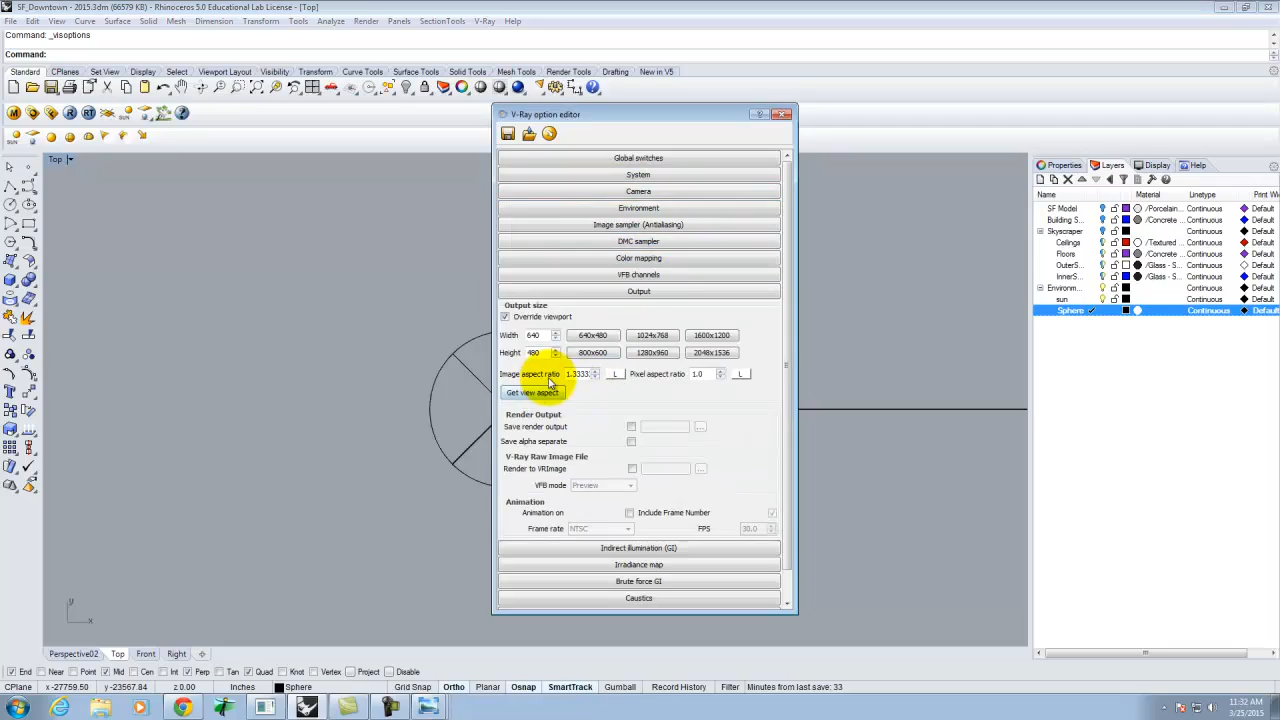 SF_Downtown - 2015.3dm (66579 KB) - Rhinoceros 5.0 Educational Lab License - [Top]
File Edit View Curve Surface Solid Mesh Dimension Transform Tools Analyze Render Panels SectionTools V-Ray Help
Command: _visoptions
Command:
Standard CPlanes Set View Display Select Viewport Layout Visibility Transform Curve Tools Surface Tools Solid Tools Mesh Tools Render Tools Drafting New in V5
Top
V-Ray option editor
Global switches
System
Camera
Environment
Image sampler (Antialiasing)
DMC sampler
Color mapping
VFB channels
Output
Output size
Override viewport
Width 640 640x480 1024x768 1600x1200
Height 480 800x600 1280x960 2048x1536
Image aspect ratio 1.3333 L Pixel aspect ratio 1.0 L
Get view aspect
Render Output
Save render output ...
Save alpha separate
V-Ray Raw Image File
Render to VRImage ...
VFB mode Preview
Animation
Animation on Include Frame Number
Frame rate NTSC FPS 30.0
Indirect illumination (GI)
Irradiance map
Brute force GI
Caustics
Properties Layers Display Help
Material Linetype Print Wi
SF Model /Porcelain... Continuous Default
Building S... /Concrete ... Continuous Default
Skyscraper Continuous Default
Ceilings /Textured ... Continuous Default
Floors /Concrete ... Continuous Default
OuterS... /Glass - S... Continuous Default
InnerS... /Glass - S... Continuous Default
Environm... Continuous Default
sun Continuous Default
Sphere Continuous Default
y
x
Perspective02 Top Front Right
End Near Point Mid Cen Int Perp Tan Quad Knot Vertex Project Disable
CPlane x -27759.50 y -23567.84 z 0.00 Inches Sphere Grid Snap Ortho Planar Osnap SmartTrack Gumball Record History Filter Minutes from last save: 33
11:32 AM
3/25/2015